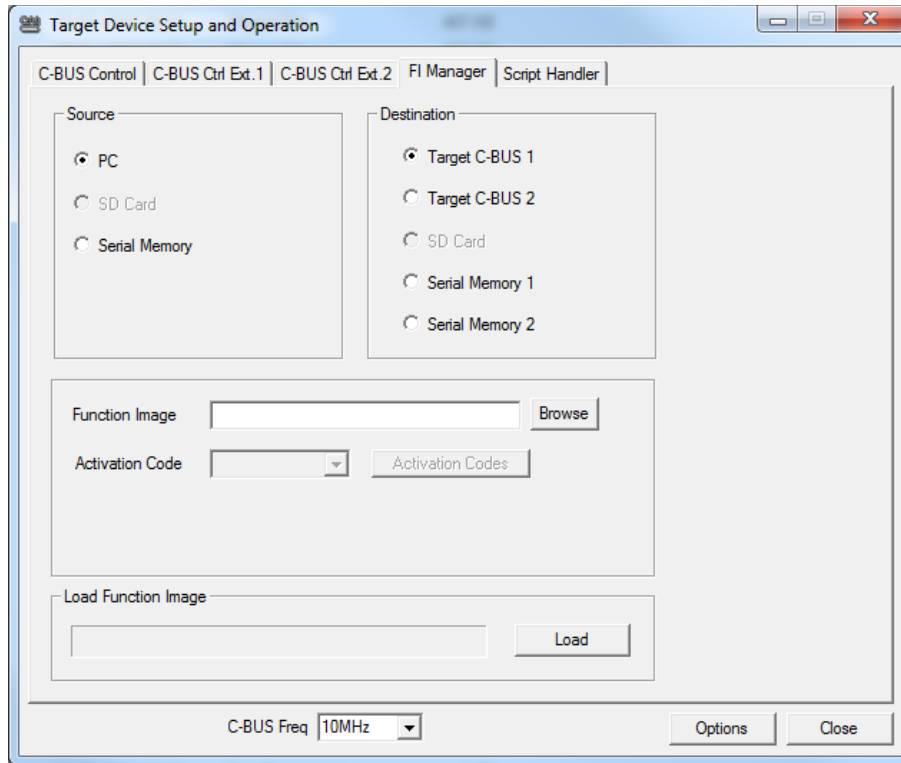 Target Device Setup and Operation
C-BUS Control C-BUS Ctrl Ext.1 C-BUS Ctrl Ext.2 FI Manager Script Handler
Source
PC
SD Card
Serial Memory
Destination
Target C-BUS 1
Target C-BUS 2
SD Card
Serial Memory 1
Serial Memory 2
Function Image Browse
Activation Code Activation Codes
Load Function Image
Load
C-BUS Freq 10MHz Options Close